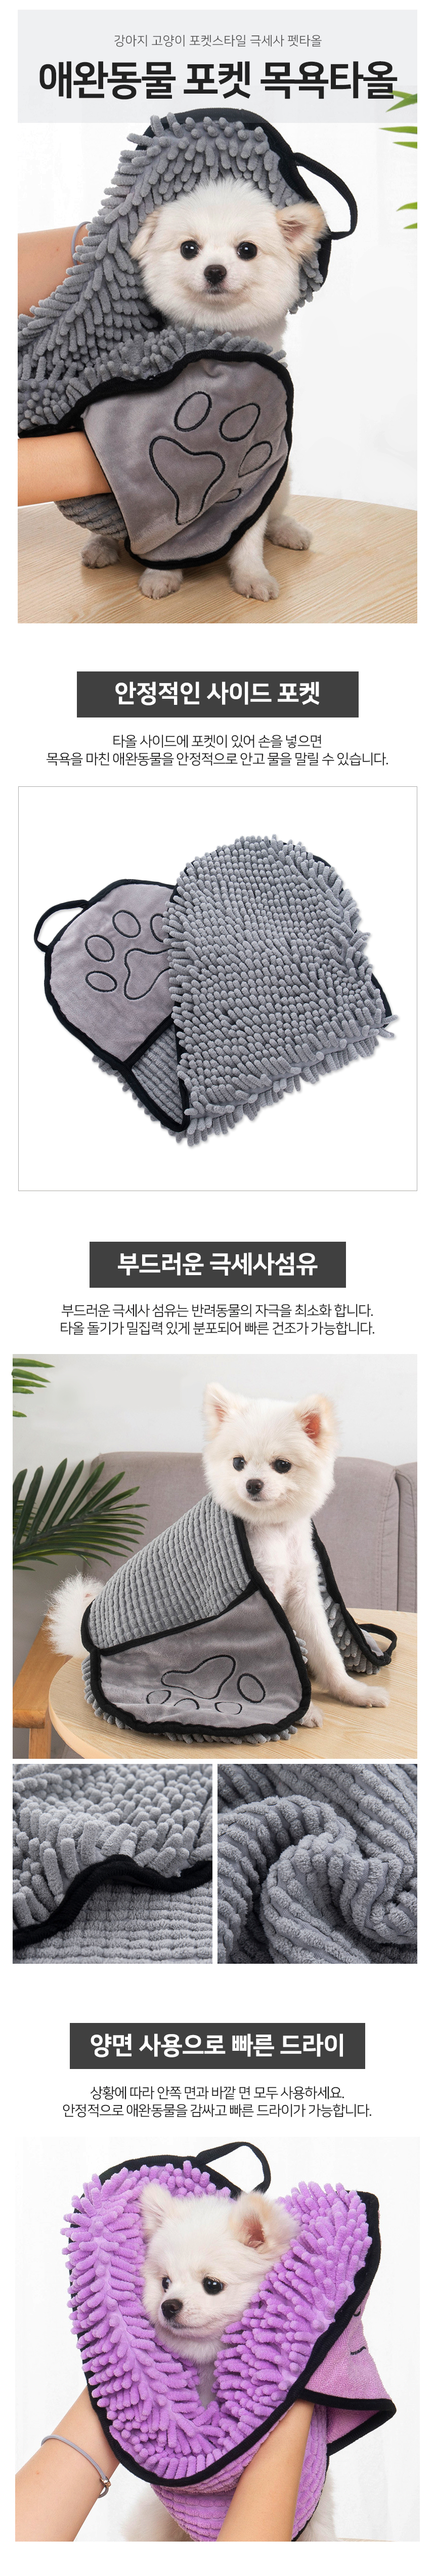 강아지 고양이 포켓스타일 극세사 펫타올
애완동물 포켓 목욕타올
안정적인 사이드 포켓
타올 사이드에 포켓이 있어 손을 넣으면
목욕을 마친 애완동물을 안정적으로 안고 물을 말릴 수 있습니다.
부드러운 극세사섬유
부드러운 극세사 섬유는 반려동물의 자극을 최소화 합니다.
타올 돌기가 밀집력 있게 분포되어 빠른 건조가 가능합니다.
양면 사용으로 빠른 드라이
상황에 따라 안쪽 면과 바깥 면 모두 사용하세요.
안정적으로 애완동물을 감싸고 빠른 드라이가 가능합니다.